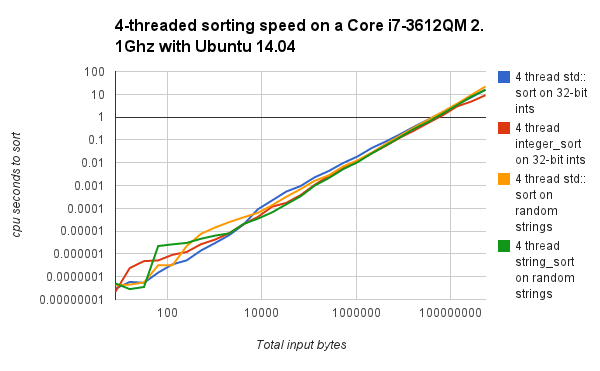 4-threaded sorting speed on a Core i7-3612QM 2.
1Ghz with Ubuntu 14.04
100
10
1
0.1
0.01
0.001
0.0001
0.00001
0.000001
0.0000001
0.00000001
cpu seconds to sort
100
10000
1000000
100000000
Total input bytes
4 thread std::
sort on 32-bit
ints
4 thread
integer_sort
on 32-bit ints
4 thread std::
sort on
random
strings
4 thread
string_sort
on random
strings